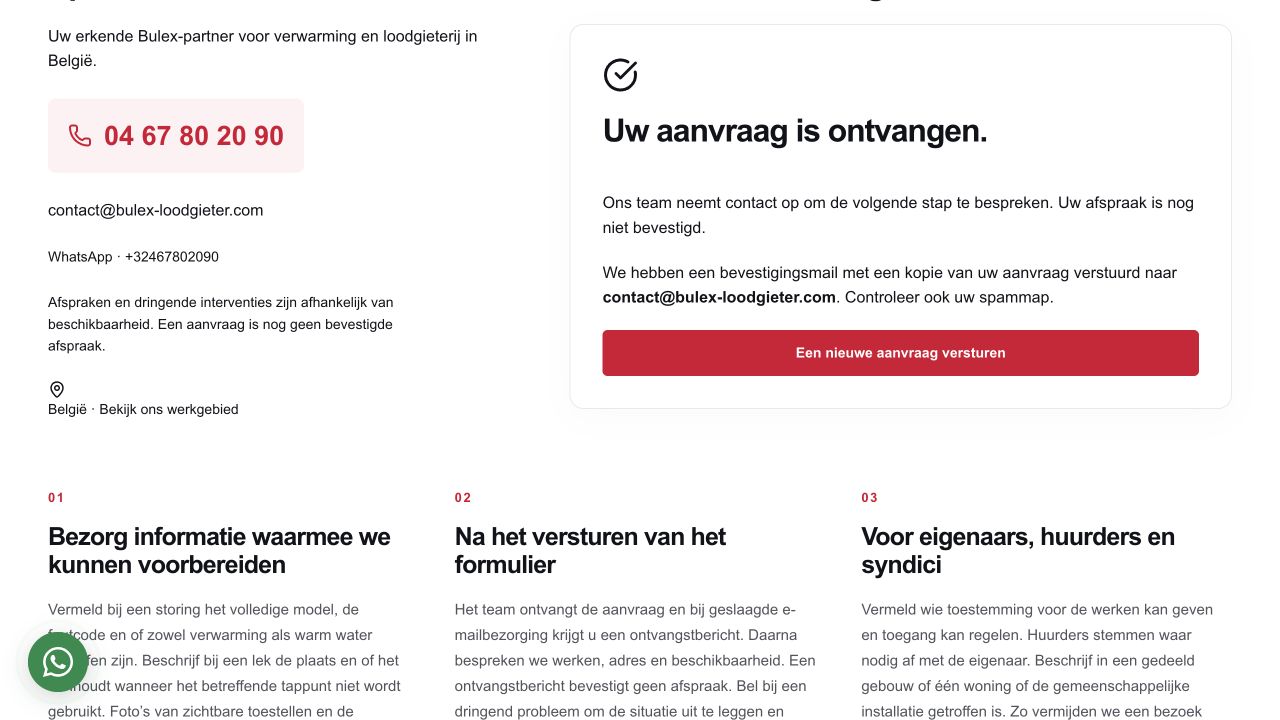 Uw erkende Bulex-partner voor verwarming en loodgieterij in
België.
04 67 80 20 90
contact@bulex-loodgieter.com
WhatsApp · +32467802090
Afspraken en dringende interventies zijn afhankelijk van
beschikbaarheid. Een aanvraag is nog geen bevestigde
afspraak.
België · Bekijk ons werkgebied
Uw aanvraag is ontvangen.
Ons team neemt contact op om de volgende stap te bespreken. Uw afspraak is nog
niet bevestigd.
We hebben een bevestigingsmail met een kopie van uw aanvraag verstuurd naar
contact@bulex-loodgieter.com. Controleer ook uw spammap.
Een nieuwe aanvraag versturen
01
Bezorg informatie waarmee we
kunnen voorbereiden
Vermeld bij een storing het volledige model, de
en of zowel verwarming als warm water
zijn. Beschrijf bij een lek de plaats en of het
wanneer het betreffende tappunt niet wordt
gebruikt. Foto's van zichtbare toestellen en de
02
Na het versturen van het
formulier
Het team ontvangt de aanvraag en bij geslaagde e-
mailbezorging krijgt u een ontvangstbericht. Daarna
bespreken we werken, adres en beschikbaarheid. Een
ontvangstbericht bevestigt geen afspraak. Bel bij een
dringend probleem om de situatie uit te leggen en
03
Voor eigenaars, huurders en
syndici
Vermeld wie toestemming voor de werken kan geven
en toegang kan regelen. Huurders stemmen waar
nodig af met de eigenaar. Beschrijf in een gedeeld
gebouw of één woning of de gemeenschappelijke
installatie getroffen is. Zo vermijden we een bezoek